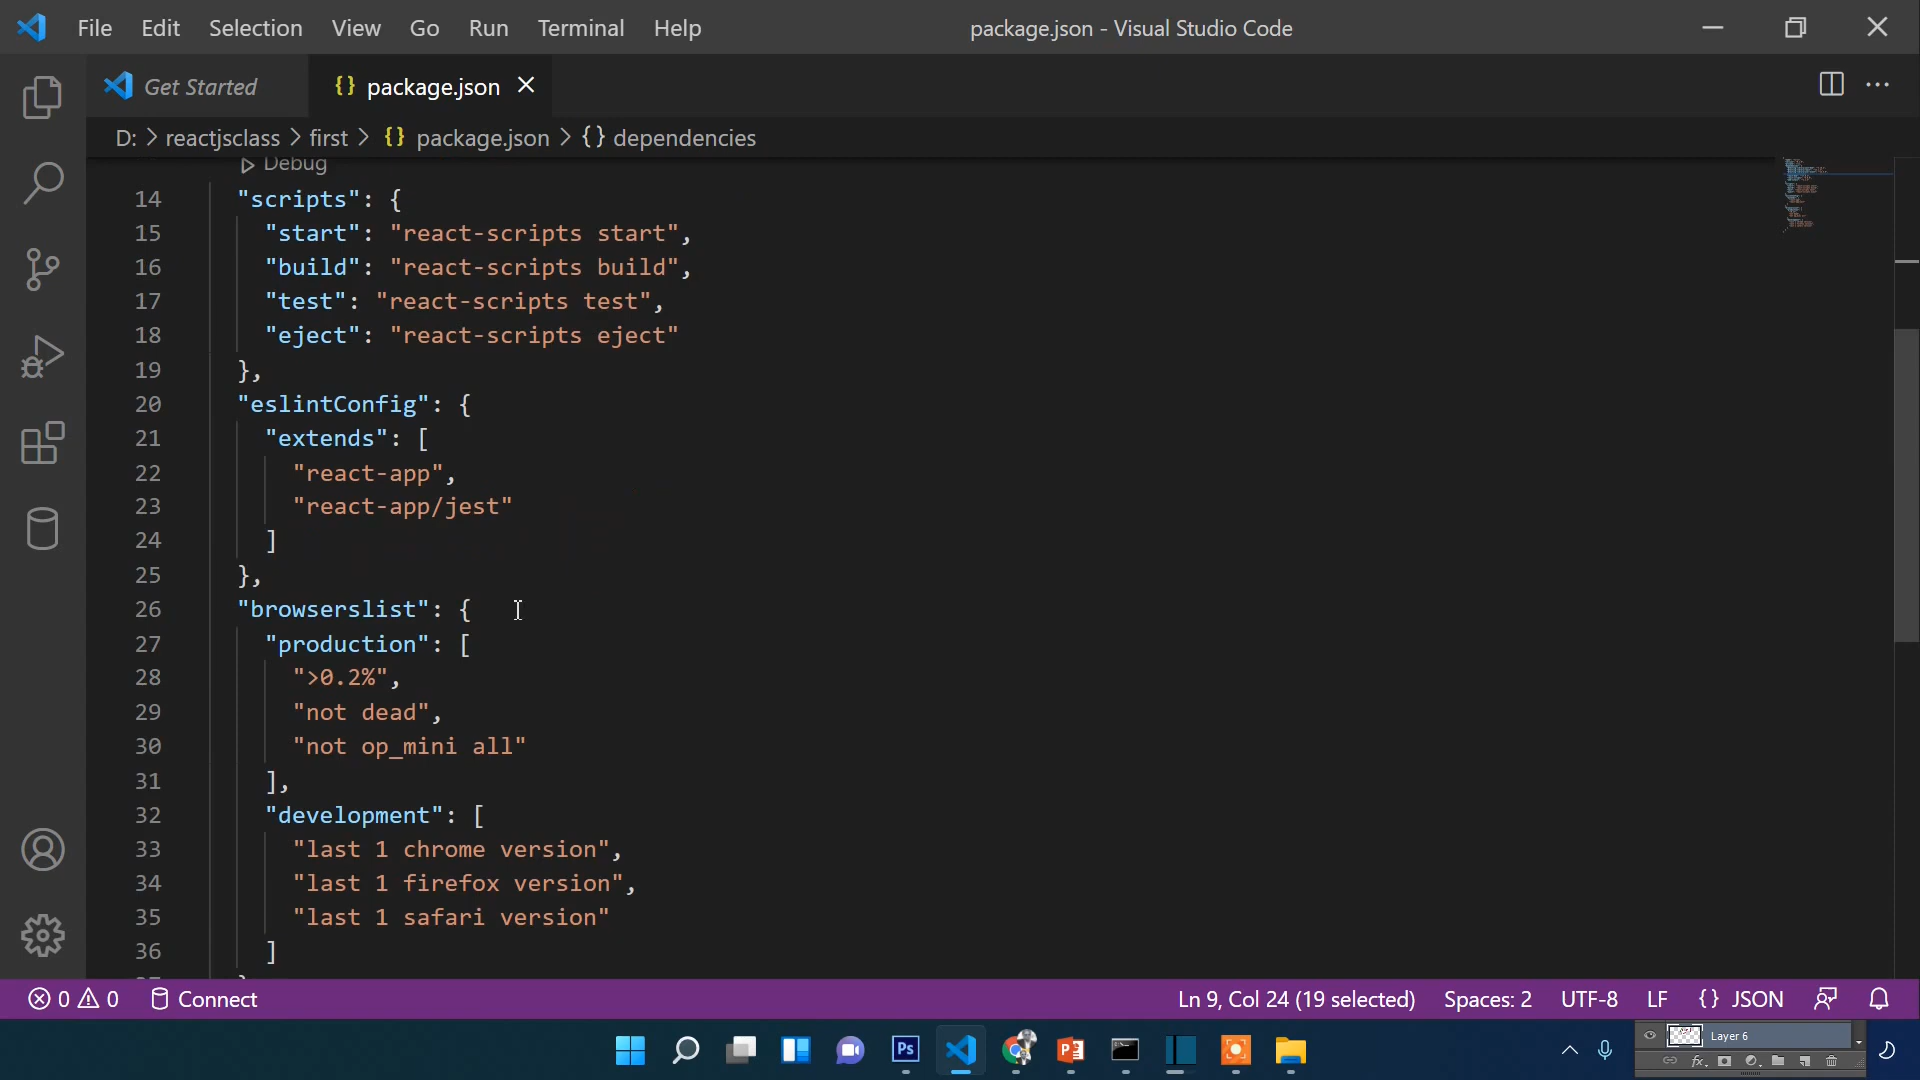 File Edit Selection View Go Run Terminal Help package.json - Visual Studio Code
Get Started {} package.json
D: > reactjsclass > first > {} package.json > {} dependencies
Debug
14 "scripts": {
15 "start": "react-scripts start",
16 "build": "react-scripts build",
17 "test": "react-scripts test",
18 "eject": "react-scripts eject"
19 },
20 "eslintConfig": {
21 "extends": [
22 "react-app",
23 "react-app/jest"
24 ]
25 },
26 "browserslist": {
27 "production": [
28 ">0.2%",
29 "not dead",
30 "not op_mini all"
31 ],
32 "development": [
33 "last 1 chrome version",
34 "last 1 firefox version",
35 "last 1 safari version"
36 ]
0 0 Connect Ln 9, Col 24 (19 selected) Spaces: 2 UTF-8 LF {} JSON
Ps Layer 6
fx